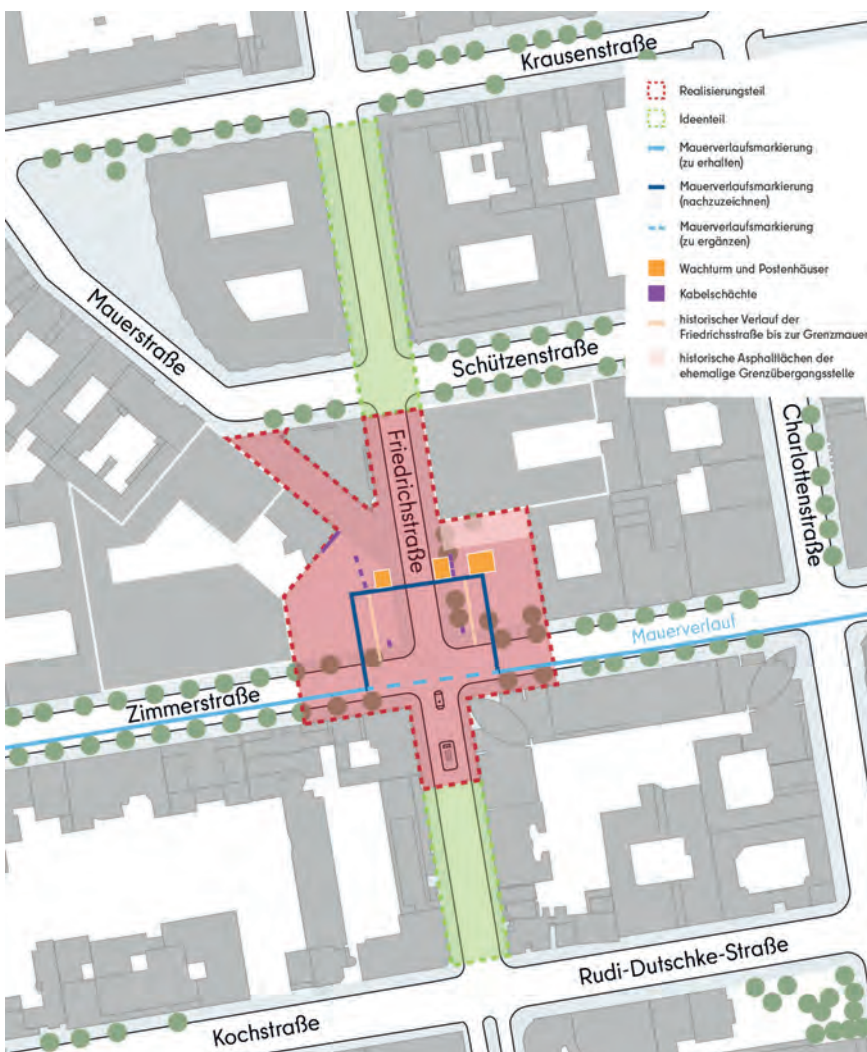 Krausenstraße
Realisierungsteil
Ideenteil
Mauerverlaufsmarkierung
(zu erhalten)
Mauerverlaufsmarkierung
(nachzuzeichnen)
Mauerverlaufsmarkierung
(zu ergänzen)
Wachturm und Postenhäuser
Kabelschächte
historischer Verlauf der
Friedrichsstraße bis zur Grenzmauer
historische Asphaltflächen der
ehemalige Grenzübergangsstelle
Mauerstraße
Schützenstraße
Charlottenstraße
Friedrichstraße
Mauerverlauf
Zimmerstraße
Rudi-Dutschke-Straße
Kochstraße